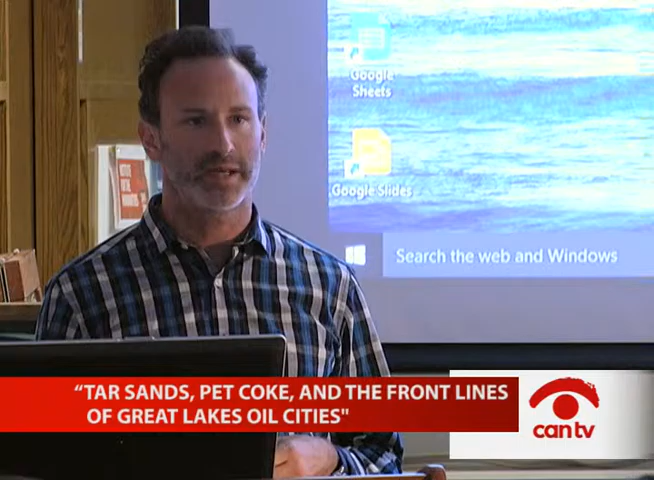 Google
Sheets
Google Slides
Search the web and Windows
"TAR SANDS, PET COKE, AND THE FRONT LINES
OF GREAT LAKES OIL CITIES"
can tv